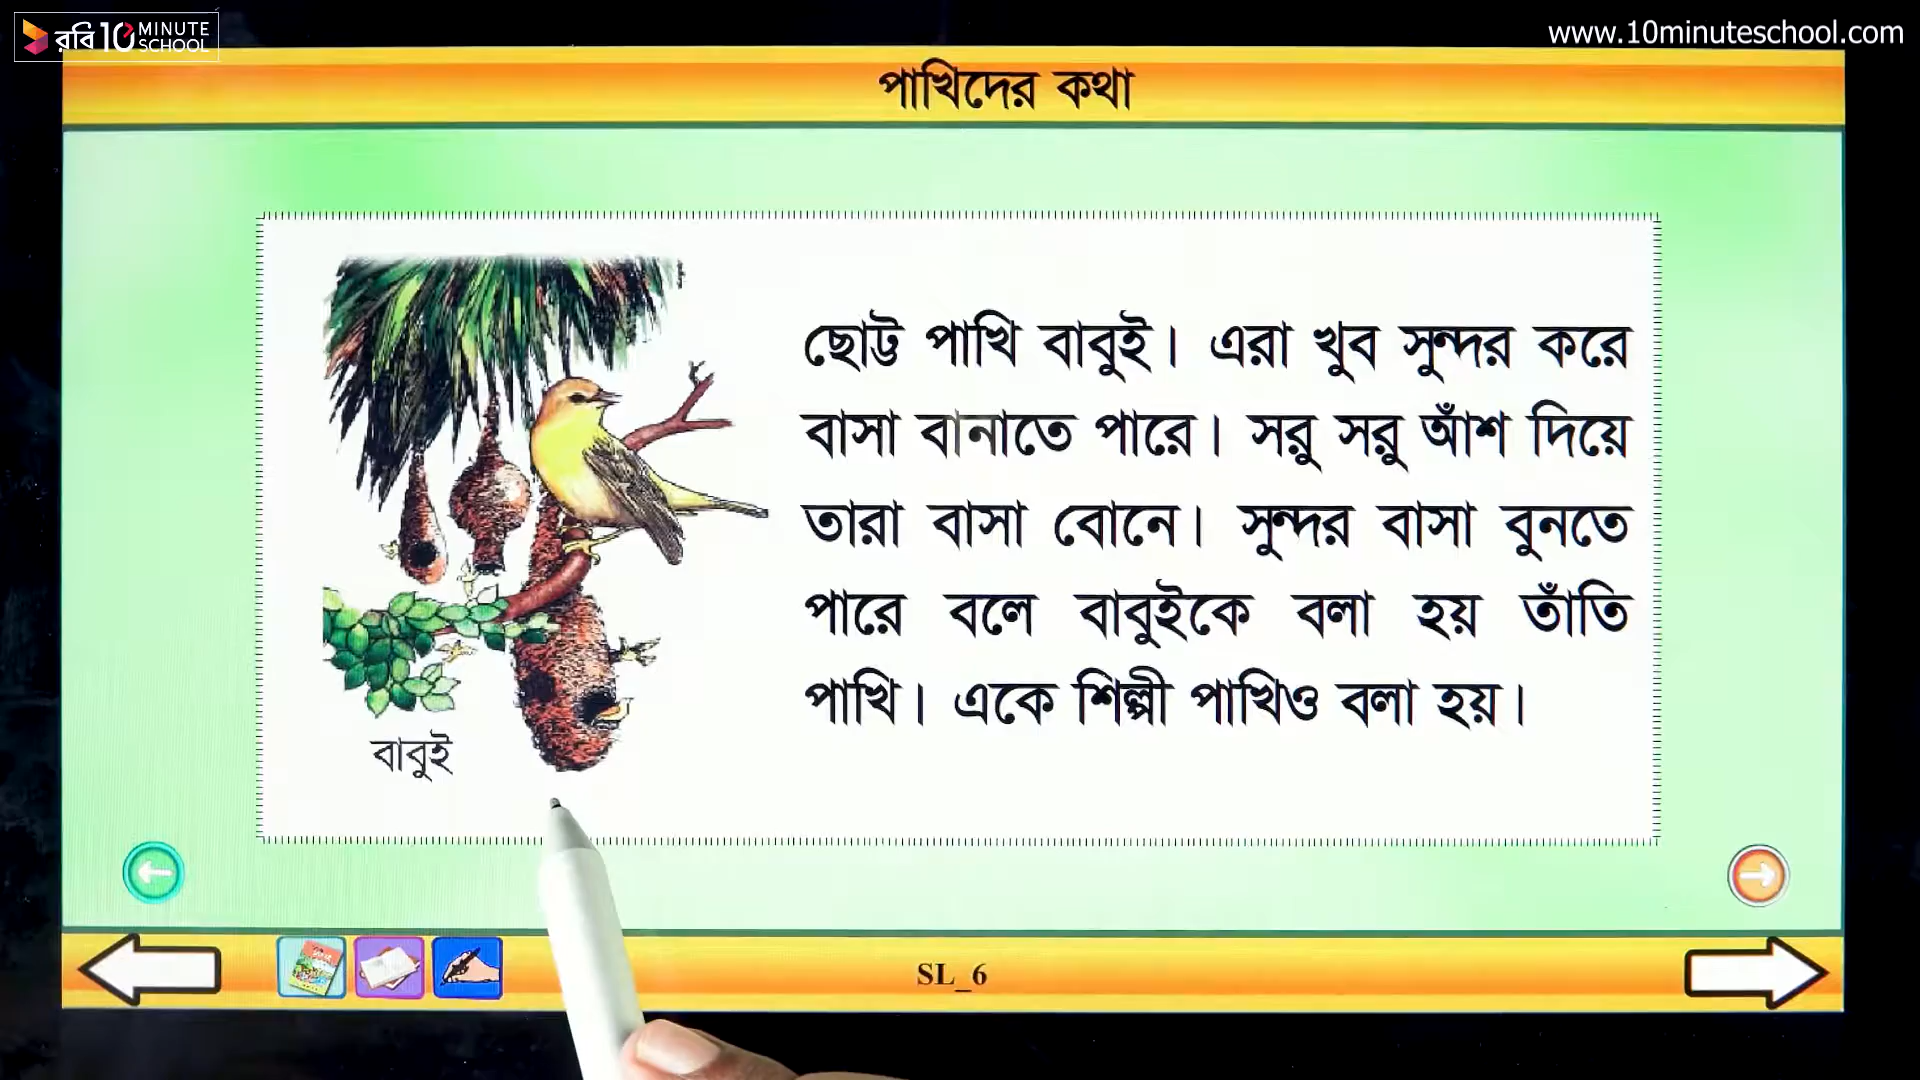 রবি 10 MINUTE SCHOOL
www.10minuteschool.com
পাখিদের কথা
ছোট্ট পাখি বাবুই। এরা খুব সুন্দর করে
বাসা বানাতে পারে। সরু সরু আঁশ দিয়ে
তারা বাসা বোনে। সুন্দর বাসা বুনতে
পারে বলে বাবুইকে বলা হয় তাঁতি
পাখি। একে শিল্পী পাখিও বলা হয়।
বাবুই
SL_6